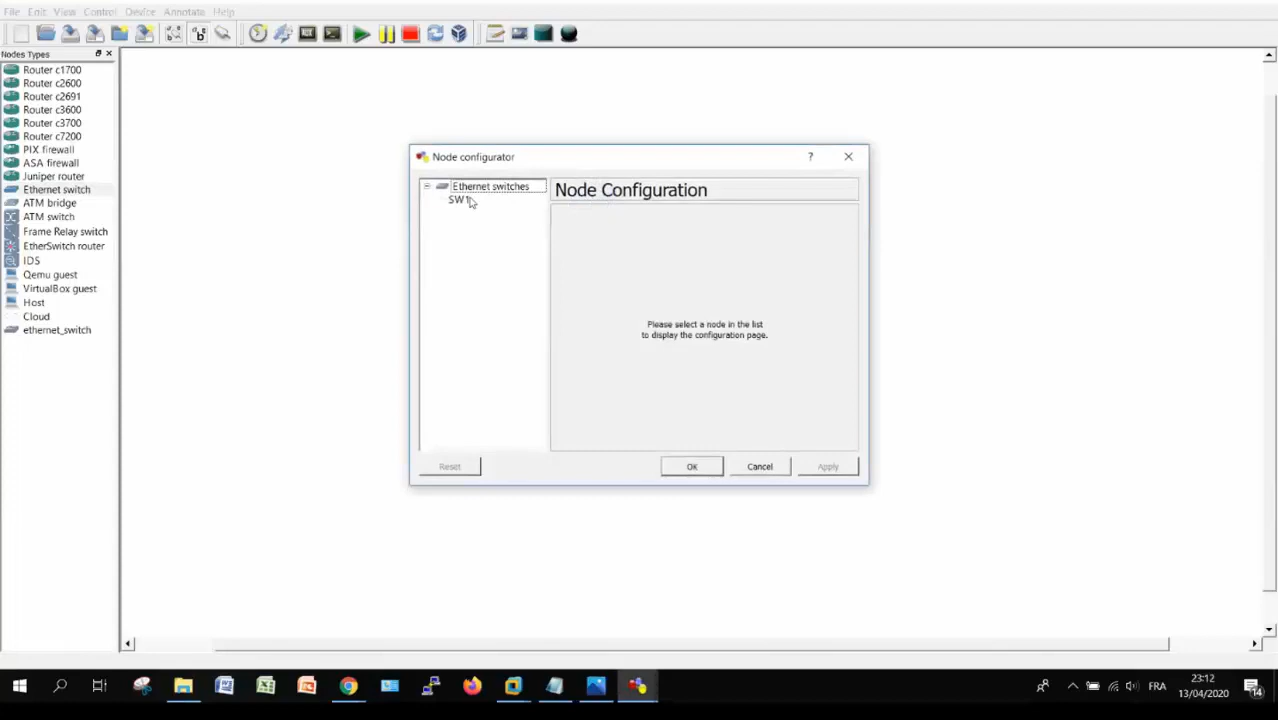 File Edit View Control Device Annotate Help
Nodes Types
Router c1700
Router c2600
Router c2691
Router c3600
Router c3700
Router c7200
PIX firewall
ASA firewall
Juniper router
Ethernet switch
ATM bridge
ATM switch
Frame Relay switch
EtherSwitch router
IDS
Qemu guest
VirtualBox guest
Host
Cloud
ethernet_switch
Node configurator
?
Ethernet switches
SW1
Node Configuration
Please select a node in the list
to display the configuration page.
Reset
OK
Cancel
Apply
FRA
23:12
13/04/2020
14